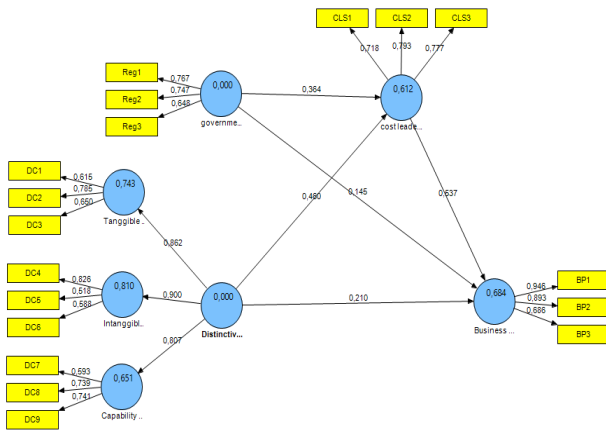 CLS1 CLS2 CLS3
0,718 0,793 0,777
Reg1
0,767
Reg2
0,747
Reg3
0,648
0,000
governme..
0,364
0,612
cost leade..
0,145
0,460
0,537
DC1
0,615
DC2
0,785
DC3
0,650
0,743
Tanggible..
0,862
DC4
0,826
DC5
0,518
DC6
0,588
0,810
Intanggibl..
0,900
0,000
Distinctiv...
0,210
0,684
Business ..
0,946
BP1
0,893
BP2
0,686
BP3
0,807
DC7
0,593
DC8
0,739
DC9
0,741
0,651
Capability..